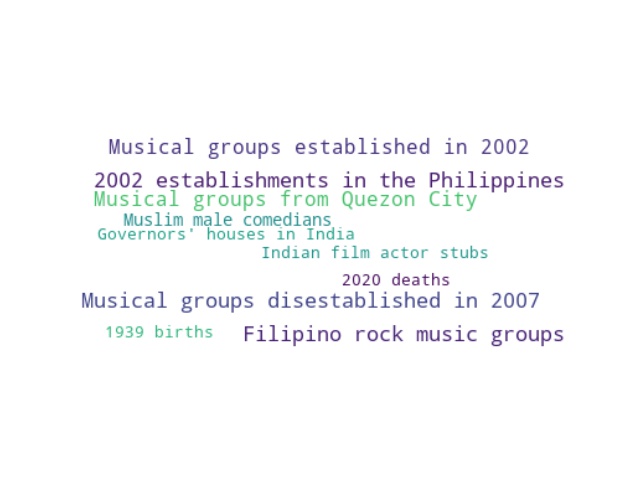 Musical groups established in 2002
2002 establishments in the Philippines
Musical groups from Quezon City
Muslim male comedians
Governors' houses in India
Indian film actor stubs
2020 deaths
Musical groups disestablished in 2007
1939 births
Filipino rock music groups